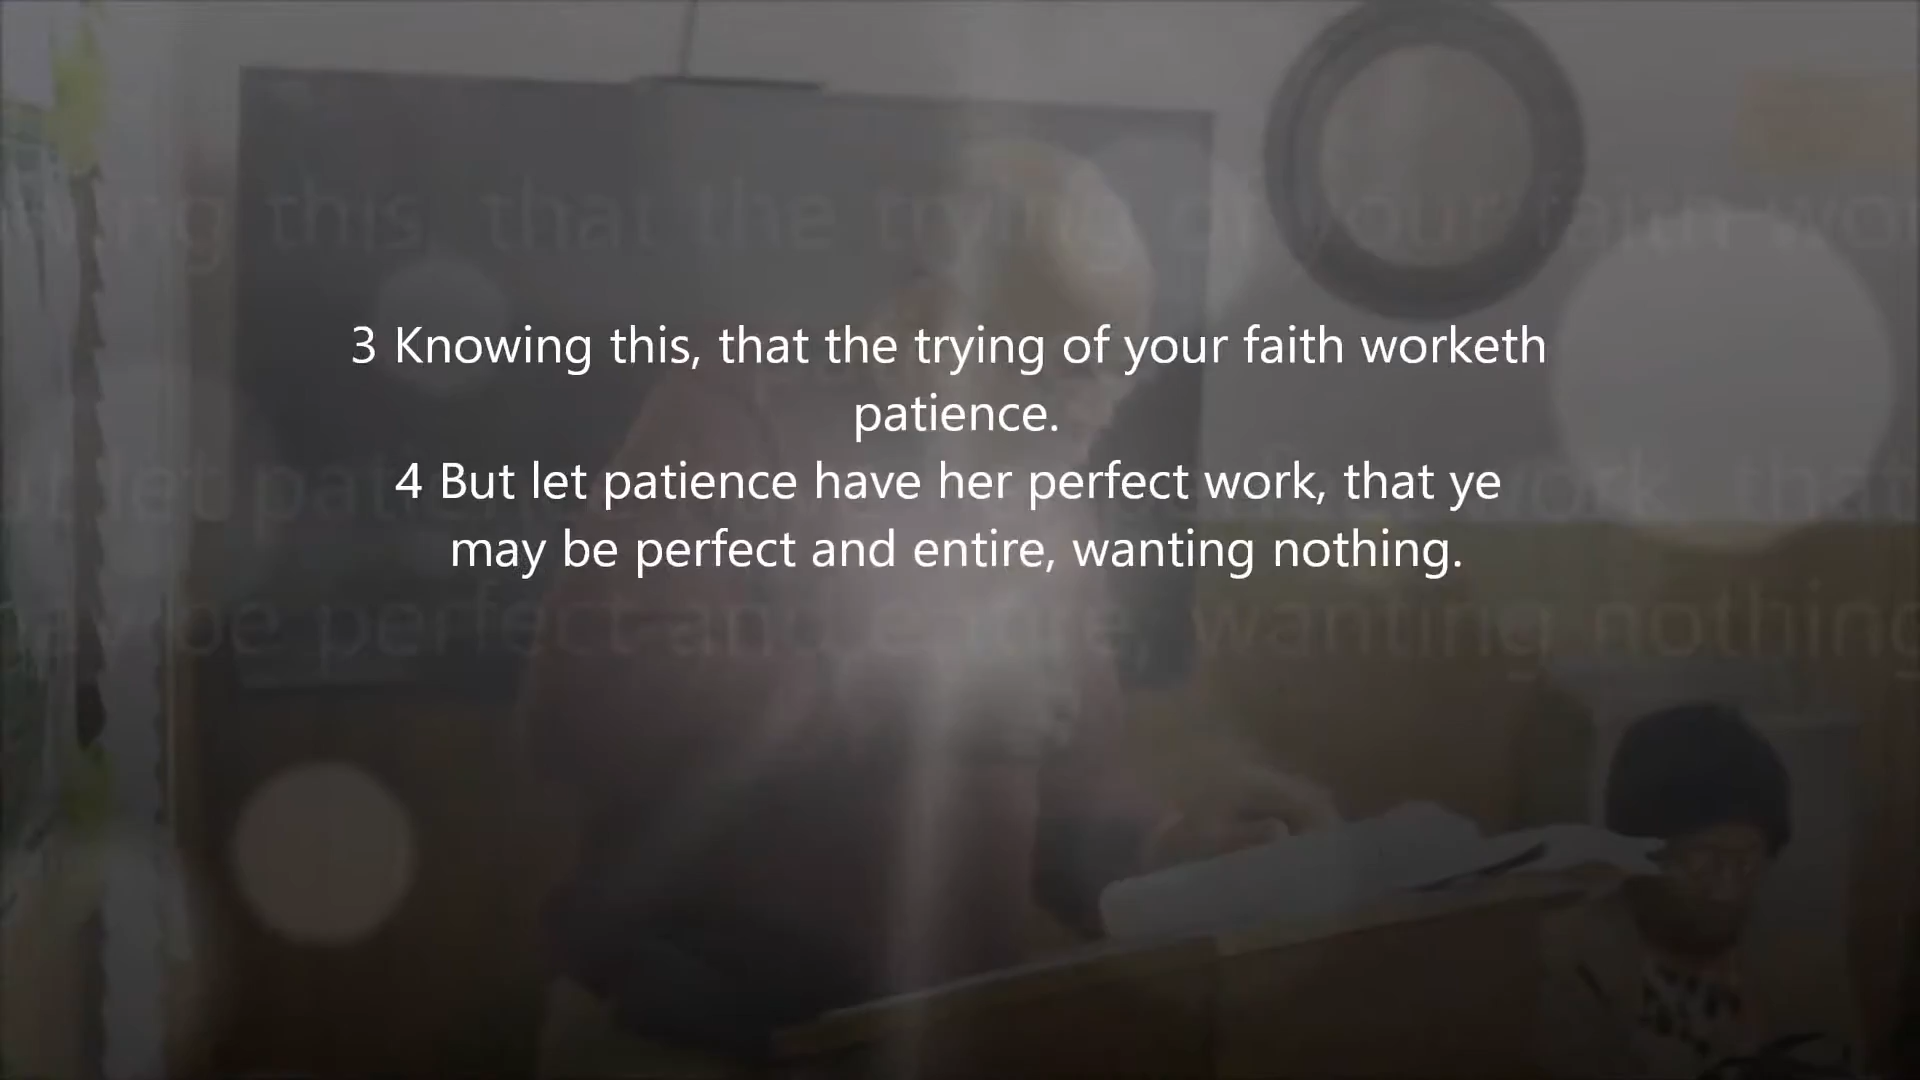 3 Knowing this, that the trying of your faith worketh
patience.
4 But let patience have her perfect work, that ye
may be perfect and entire, wanting nothing.